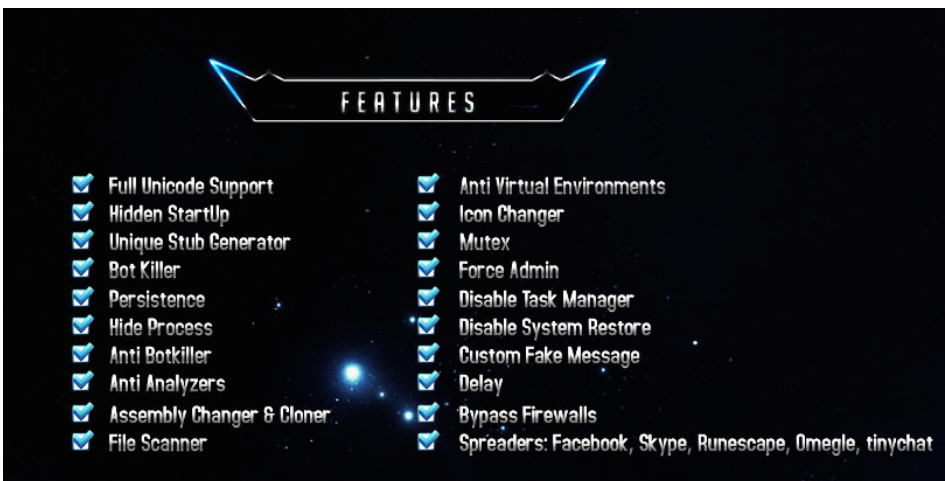 FEATURES
Full Unicode Support
Hidden StartUp
Unique Stub Generator
Bot Killer
Persistence
Hide Process
Anti Botkiller
Anti Analyzers
Assembly Changer & Cloner
File Scanner
Anti Virtual Environments
Icon Changer
Mutex
Force Admin
Disable Task Manager
Disable System Restore
Custom Fake Message
Delay
Bypass Firewalls
Spreaders: Facebook, Skype, Runescape, Omegle, tinychat